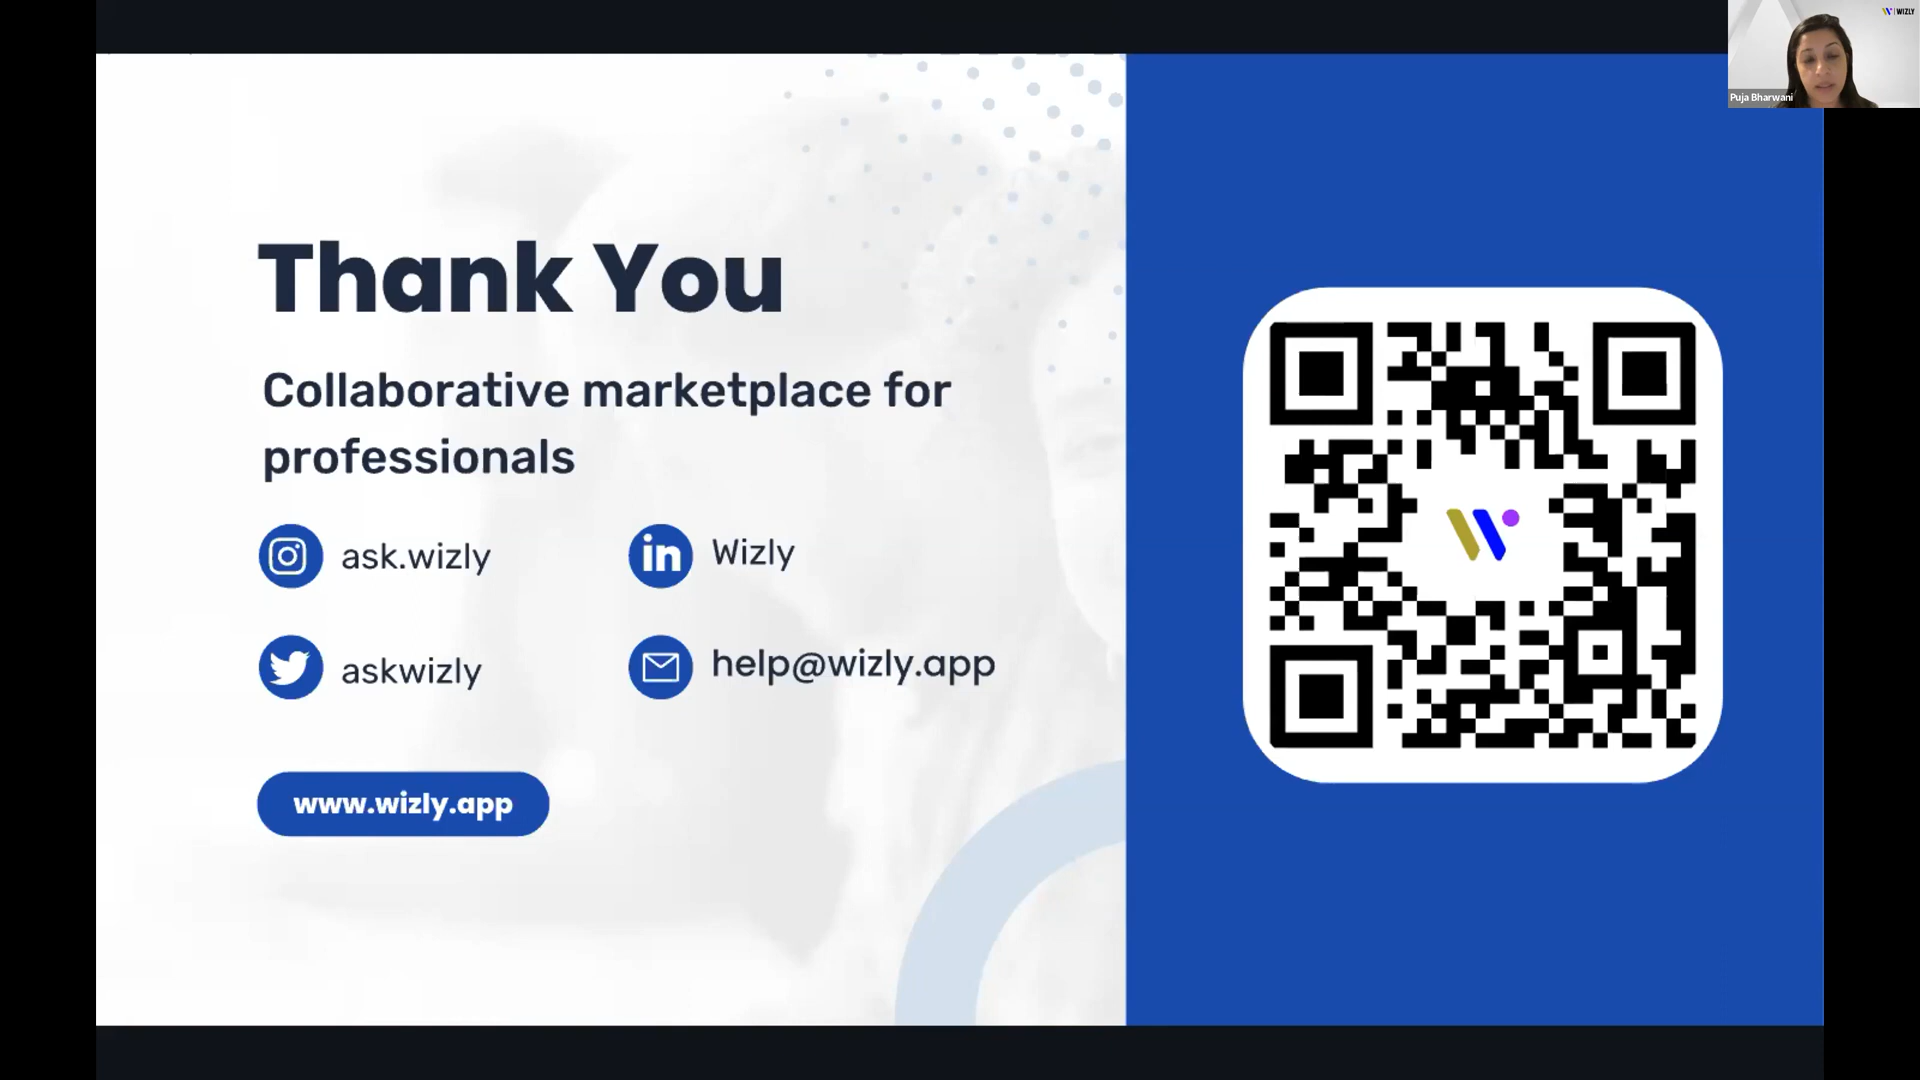 WIZLY
Puja Bharwani
Thank You
Collaborative marketplace for
professionals
ask.wizly
in Wizly
askwizly
help@wizly.app
www.wizly.app